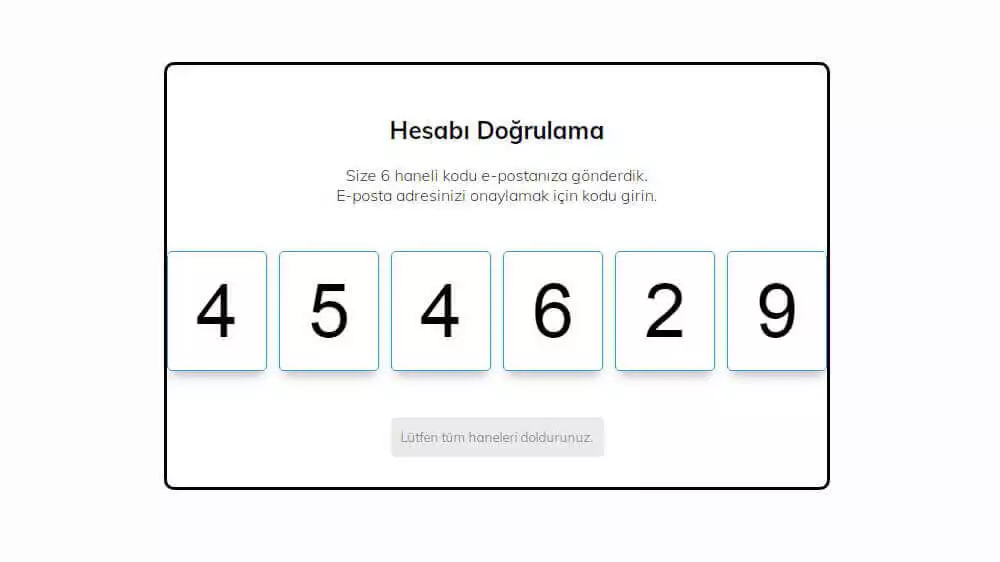 Hesabı Doğrulama
Size 6 haneli kodu e-postanıza gönderdik.
E-posta adresinizi onaylamak için kodu girin.
4 5 4 6 2 9
Lütfen tüm haneleri doldurunuz.